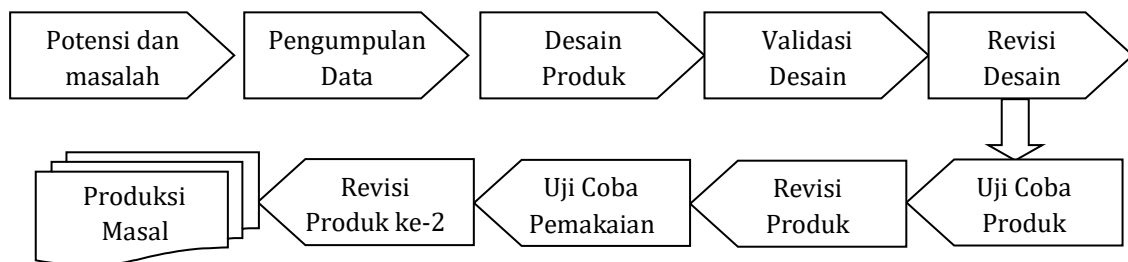 Potensi dan
masalah
Pengumpulan
Data
Desain
Produk
Validasi
Desain
Revisi
Desain
Uji Coba
Produk
Revisi
Produk
Uji Coba
Pemakaian
Revisi
Produk ke-2
Produksi
Masal